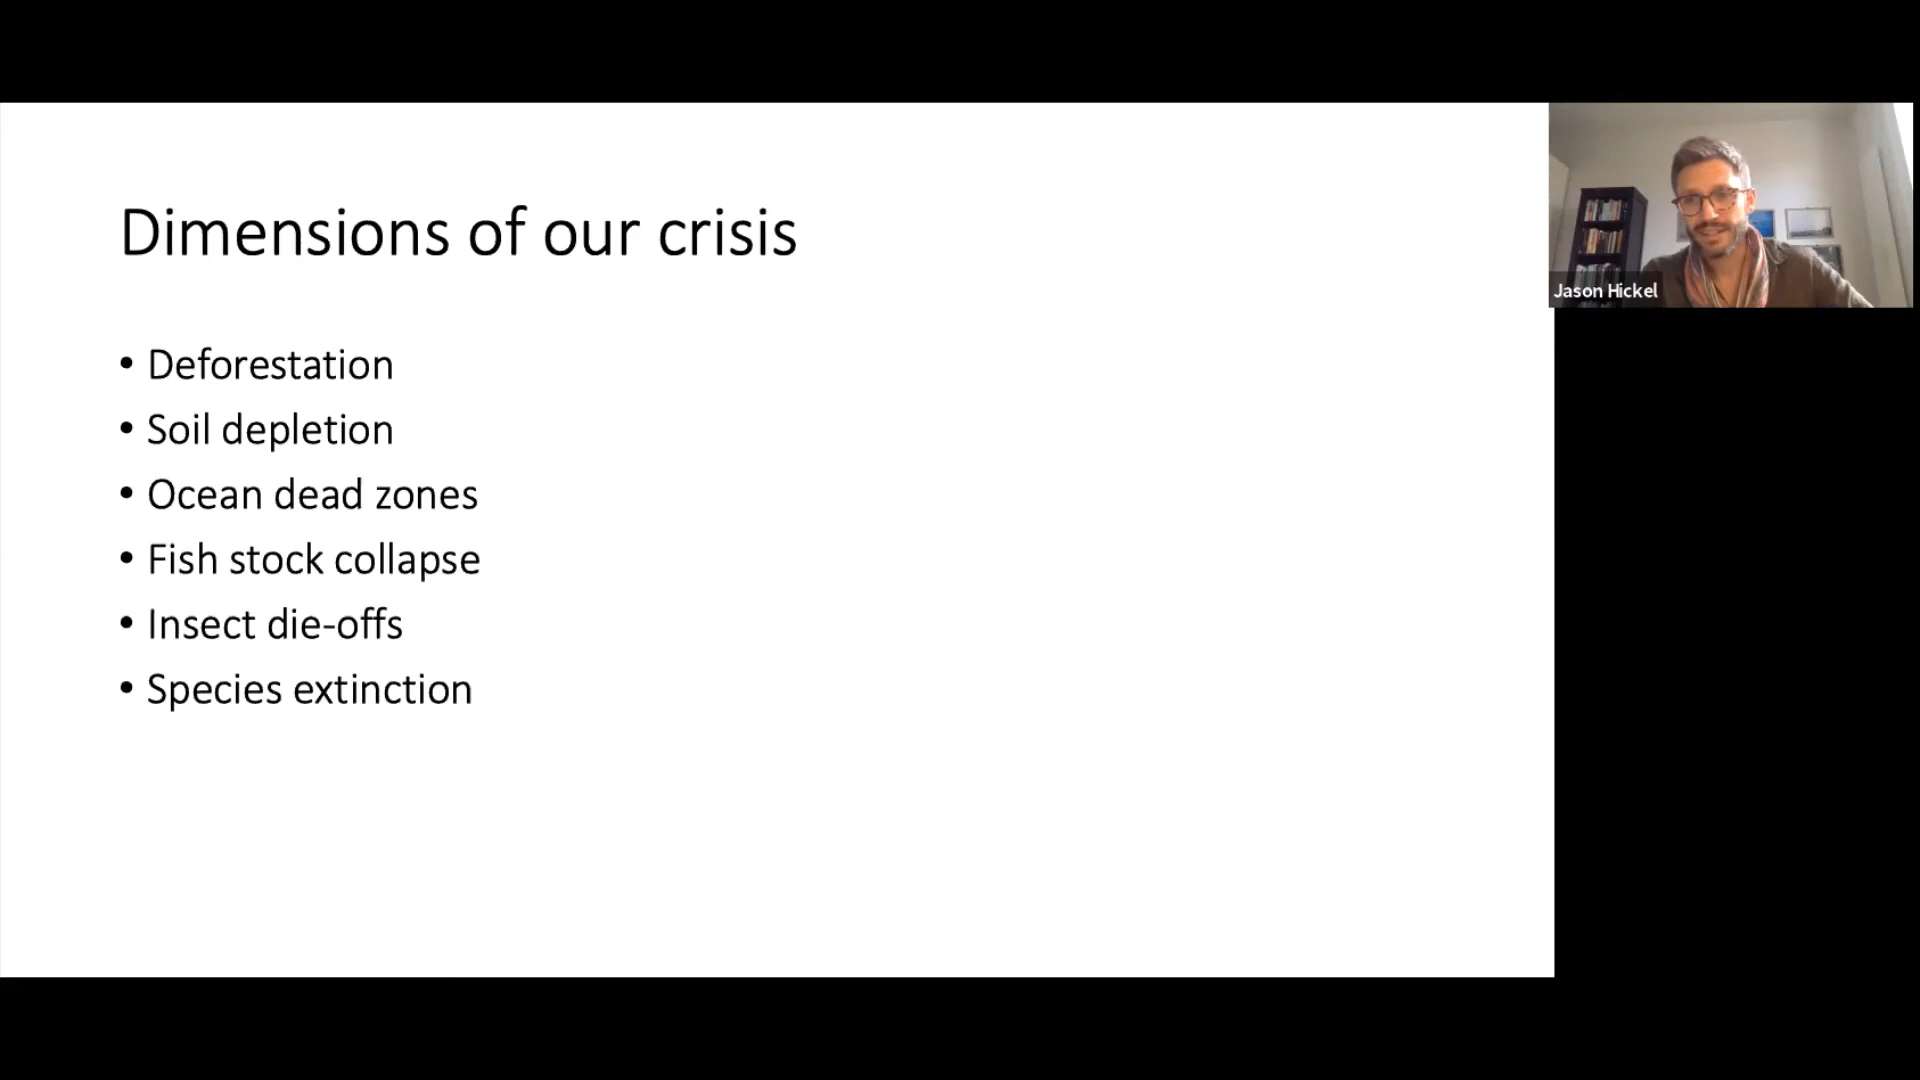 Dimensions of our crisis
• Deforestation
• Soil depletion
• Ocean dead zones
• Fish stock collapse
• Insect die-offs
• Species extinction
Jason Hickel